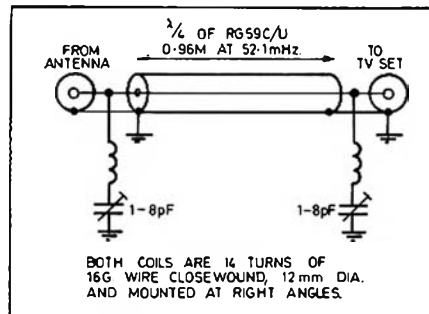 λ/4 OF RG59C/U
0·96M AT 52·1mHz.
FROM
ANTENNA
TO
TV SET
1-8pF
1-8pF
BOTH COILS ARE 14 TURNS OF
16G WIRE CLOSEWOUND, 12mm DIA.
AND MOUNTED AT RIGHT ANGLES.